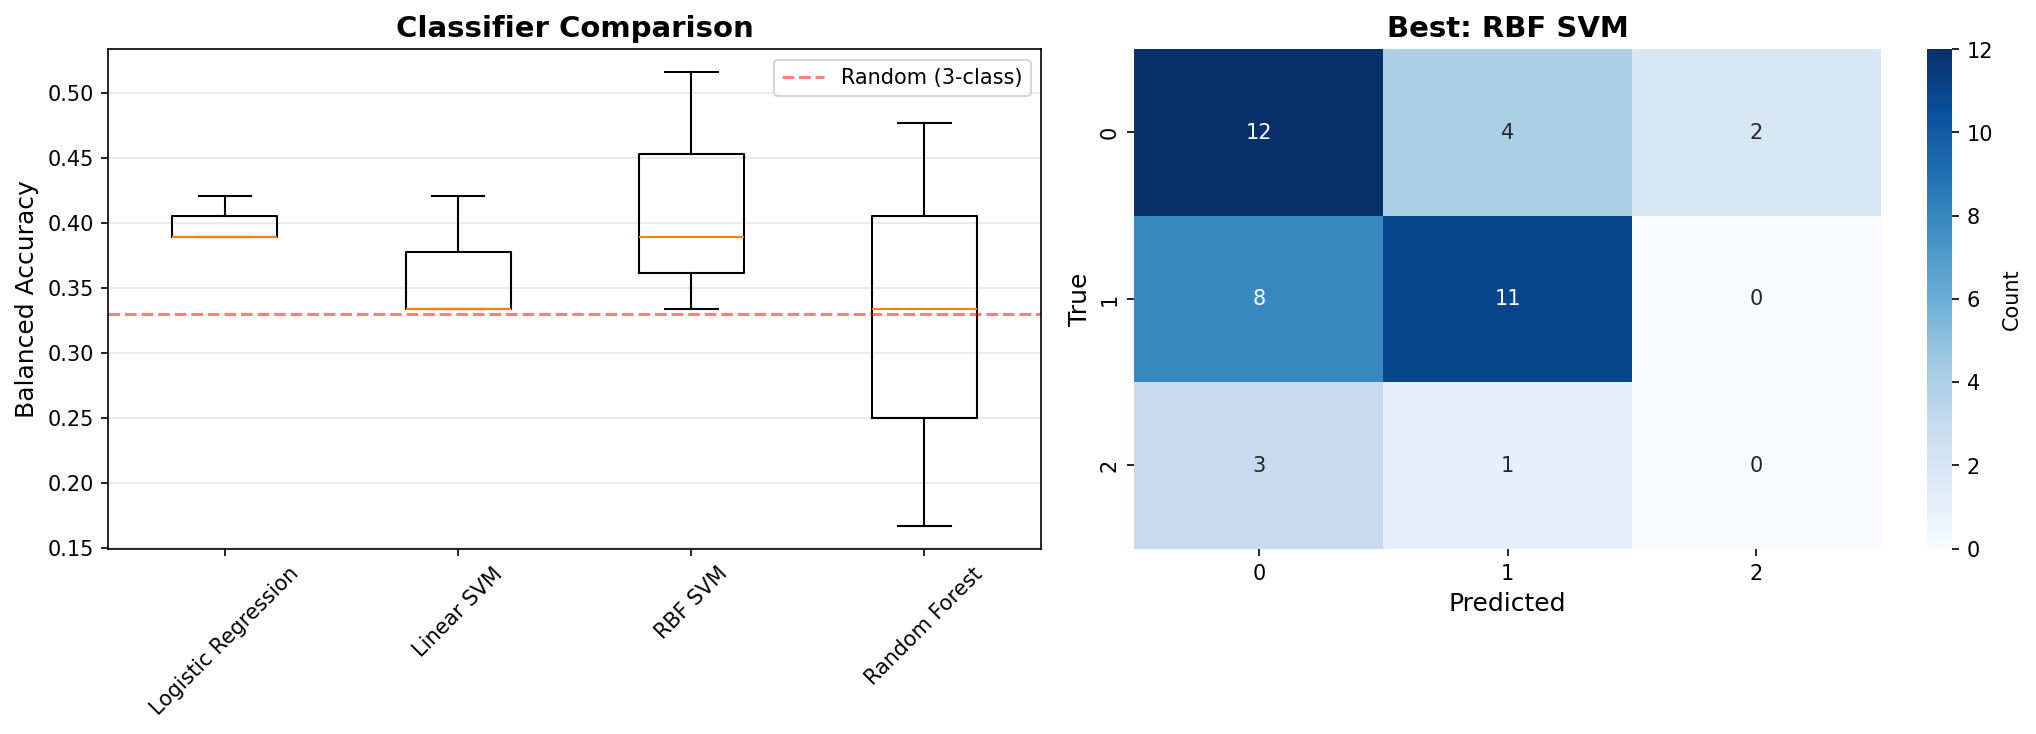 Classifier Comparison
Random (3-class)
Balanced Accuracy
0.50
0.45
0.40
0.35
0.30
0.25
0.20
0.15
Logistic Regression
Linear SVM
RBF SVM
Random Forest
Best: RBF SVM
True
0
1
2
12 4 2
8 11 0
3 1 0
0 1 2
Predicted
12
10
8
6
4
2
0
Count